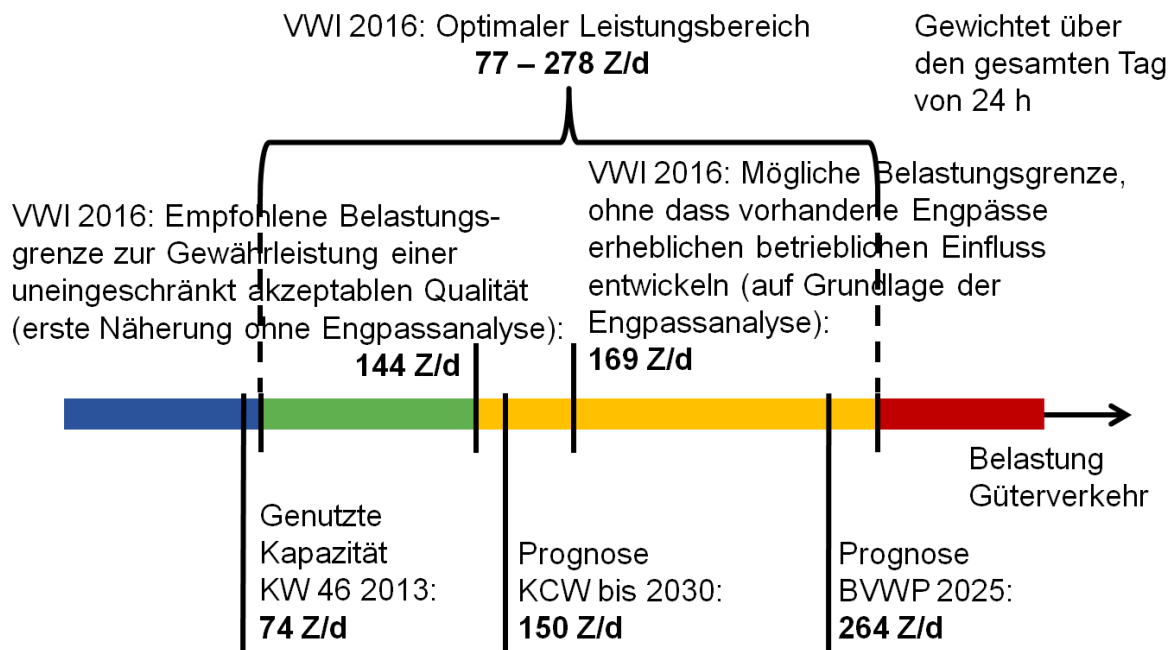 VWI 2016: Optimaler Leistungsbereich
77 – 278 Z/d
Gewichtet über
den gesamten Tag
von 24 h
VWI 2016: Empfohlene Belastungs-
grenze zur Gewährleistung einer
uneingeschränkt akzeptablen Qualität
(erste Näherung ohne Engpassanalyse):
144 Z/d
VWI 2016: Mögliche Belastungsgrenze,
ohne dass vorhandene Engpässe
erheblichen betrieblichen Einfluss
entwickeln (auf Grundlage der
Engpassanalyse):
169 Z/d
Belastung
Güterverkehr
Genutzte
Kapazität
KW 46 2013:
74 Z/d
Prognose
KCW bis 2030:
150 Z/d
Prognose
BVWP 2025:
264 Z/d